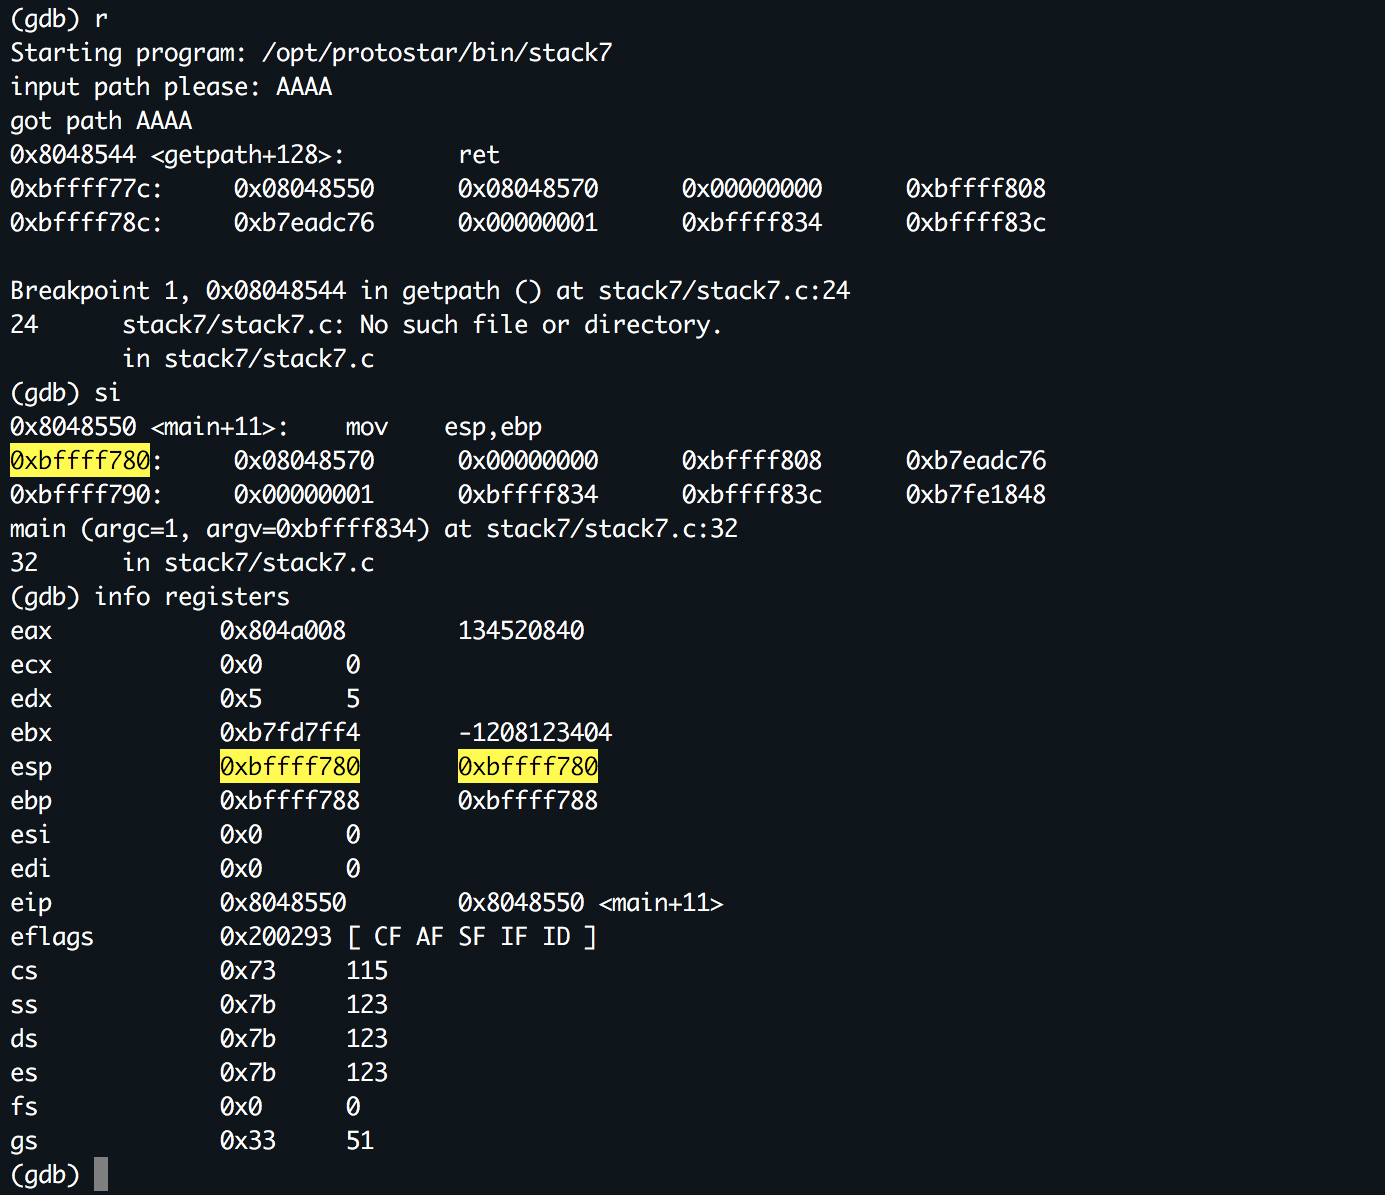 (gdb) r
Starting program: /opt/protostar/bin/stack7
input path please: AAAA
got path AAAA
0x8048544 <getpath+128>:        ret
0xbffff77c:     0x08048550      0x08048570      0x00000000      0xbffff808
0xbffff78c:     0xb7eadc76      0x00000001      0xbffff834      0xbffff83c
Breakpoint 1, 0x08048544 in getpath () at stack7/stack7.c:24
24      stack7/stack7.c: No such file or directory.
        in stack7/stack7.c
(gdb) si
0x8048550 <main+11>:    mov    esp,ebp
0xbffff780:     0x08048570      0x00000000      0xbffff808      0xb7eadc76
0xbffff790:     0x00000001      0xbffff834      0xbffff83c      0xb7fe1848
main (argc=1, argv=0xbffff834) at stack7/stack7.c:32
32      in stack7/stack7.c
(gdb) info registers
eax            0x804a008        134520840
ecx            0x0      0
edx            0x5      5
ebx            0xb7fd7ff4       -1208123404
esp            0xbffff780       0xbffff780
ebp            0xbffff788       0xbffff788
esi            0x0      0
edi            0x0      0
eip            0x8048550        0x8048550 <main+11>
eflags         0x200293 [ CF AF SF IF ID ]
cs             0x73     115
ss             0x7b     123
ds             0x7b     123
es             0x7b     123
fs             0x0      0
gs             0x33     51
(gdb)